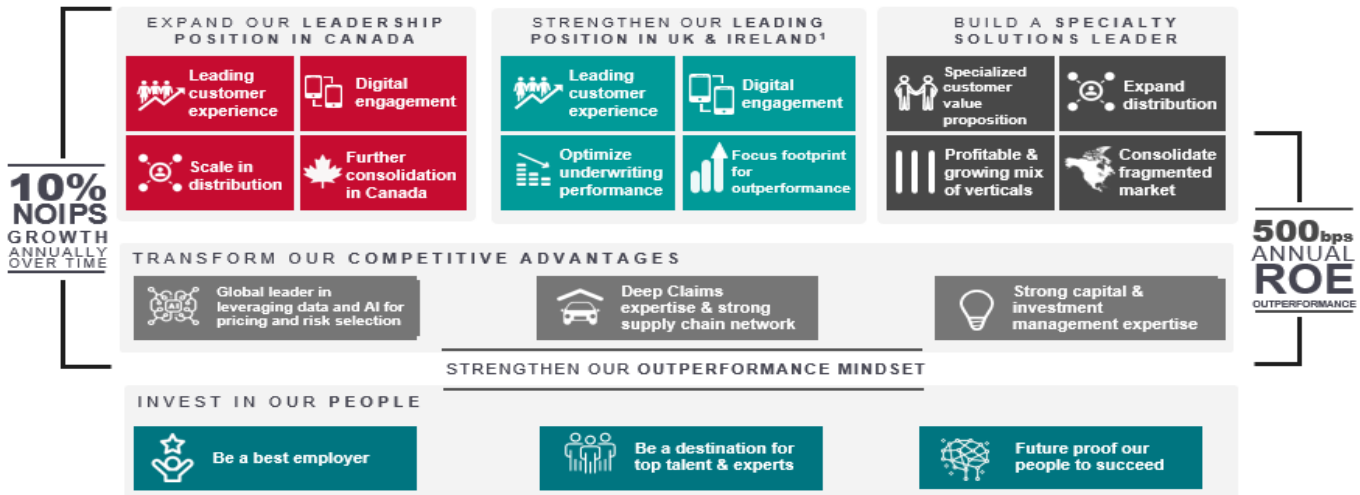 EXPAND OUR LEADERSHIP
POSITION IN CANADA
Leading
customer
experience
Digital
engagement
Scale in
distribution
Further
consolidation
in Canada
STRENGTHEN OUR LEADING
POSITION IN UK & IRELAND¹
Leading
customer
experience
Digital
engagement
Optimize
underwriting
performance
Focus footprint
for
outperformance
BUILD A SPECIALTY
SOLUTIONS LEADER
Specialized
customer
value
proposition
Expand
distribution
Profitable &
growing mix
of verticals
Consolidate
fragmented
market
10%
NOIPS
GROWTH
ANNUALLY
OVER TIME
500bps
ANNUAL
ROE
OUTPERFORMANCE
TRANSFORM OUR COMPETITIVE ADVANTAGES
AI
Global leader in
leveraging data and AI for
pricing and risk selection
Deep Claims
expertise & strong
supply chain network
Strong capital &
investment
management expertise
STRENGTHEN OUR OUTPERFORMANCE MINDSET
INVEST IN OUR PEOPLE
Be a best employer
Be a destination for
top talent & experts
Future proof our
people to succeed